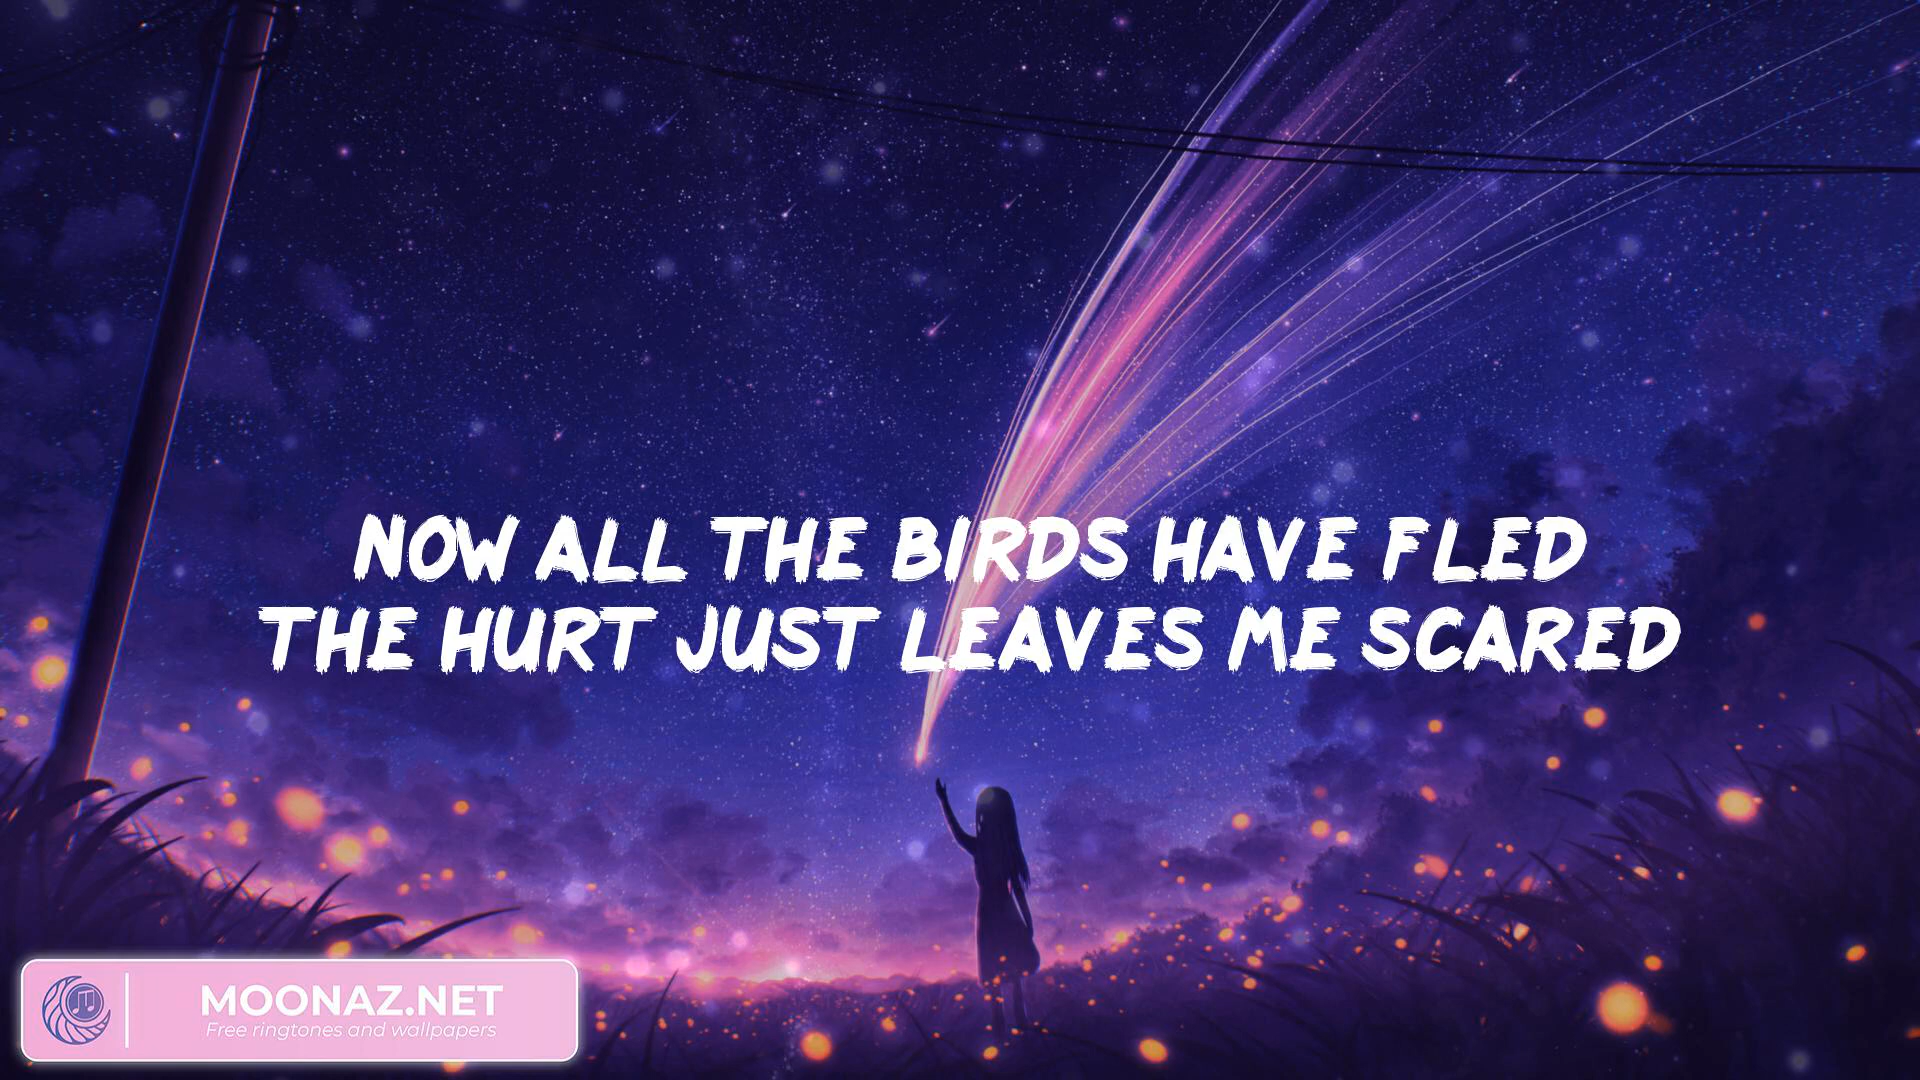 NOW ALL THE BIRDS HAVE FLED
THE HURT JUST LEAVES ME SCARED
MOONAZ.NET
Free ringtones and wallpapers